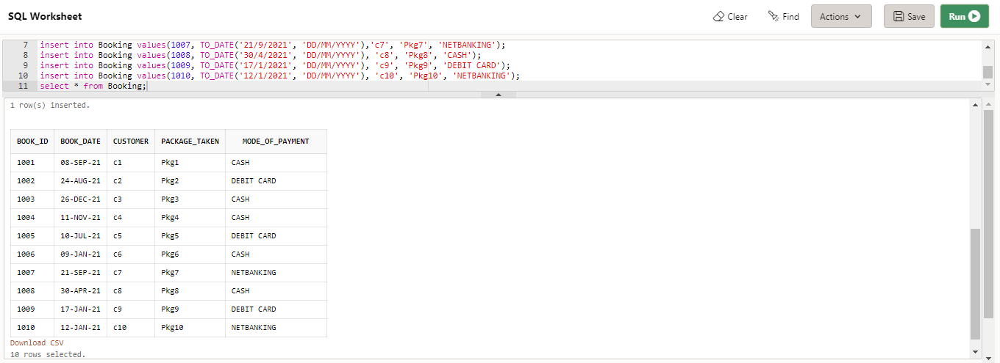 SQL Worksheet
Clear Find Actions Save Run
7 insert into Booking values(1007, TO_DATE('21/9/2021', 'DD/MM/YYYY'),'c7', 'Pkg7', 'NETBANKING');
8 insert into Booking values(1008, TO_DATE('30/4/2021', 'DD/MM/YYYY'), 'c8', 'Pkg8', 'CASH');
9 insert into Booking values(1009, TO_DATE('17/1/2021', 'DD/MM/YYYY'), 'c9', 'Pkg9', 'DEBIT CARD');
10 insert into Booking values(1010, TO_DATE('12/1/2021', 'DD/MM/YYYY'), 'c10', 'Pkg10', 'NETBANKING');
11 select * from Booking;
1 row(s) inserted.
BOOK_ID BOOK_DATE CUSTOMER PACKAGE_TAKEN MODE_OF_PAYMENT
1001 08-SEP-21 c1 Pkg1 CASH
1002 24-AUG-21 c2 Pkg2 DEBIT CARD
1003 26-DEC-21 c3 Pkg3 CASH
1004 11-NOV-21 c4 Pkg4 CASH
1005 10-JUL-21 c5 Pkg5 DEBIT CARD
1006 09-JAN-21 c6 Pkg6 CASH
1007 21-SEP-21 c7 Pkg7 NETBANKING
1008 30-APR-21 c8 Pkg8 CASH
1009 17-JAN-21 c9 Pkg9 DEBIT CARD
1010 12-JAN-21 c10 Pkg10 NETBANKING
Download CSV
10 rows selected.